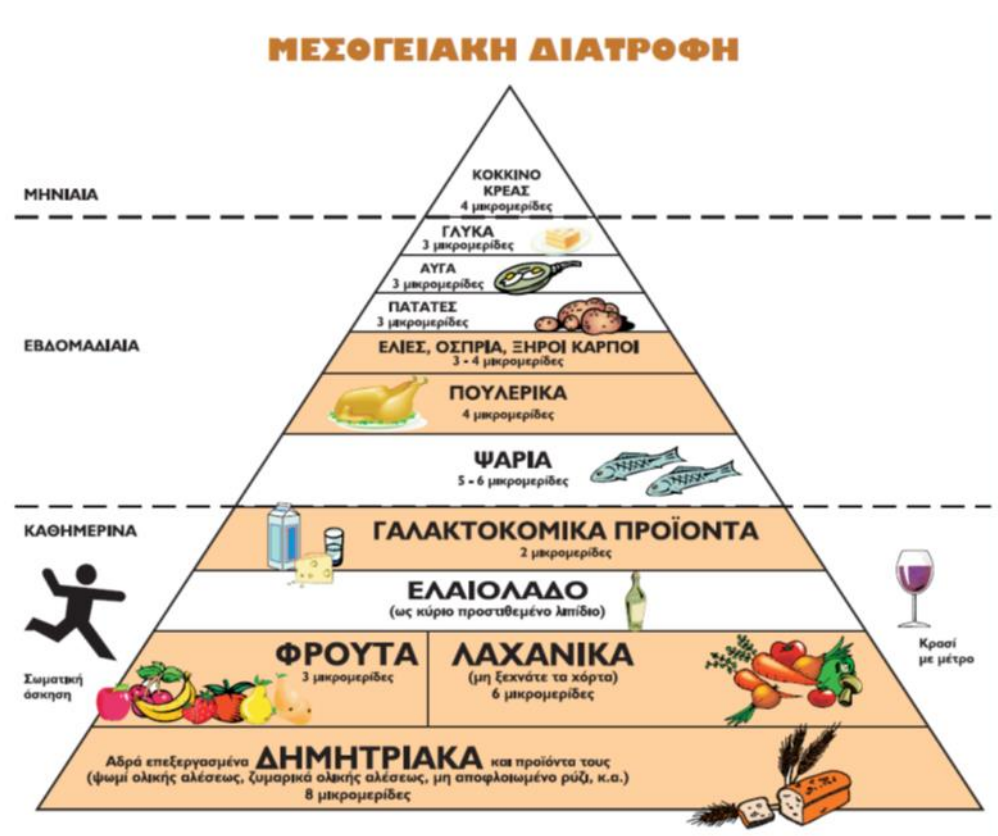 ΜΕΣΟΓΕΙΑΚΗ ΔΙΑΤΡΟΦΗ
ΜΗΝΙΑΙΑ
ΚΟΚΚΙΝΟ
ΚΡΕΑΣ
4 μικρομερίδες
ΓΛΥΚΑ
3 μικρομερίδες
ΑΥΓΑ
3 μικρομερίδες
ΠΑΤΑΤΕΣ
3 μικρομερίδες
ΕΒΔΟΜΑΔΙΑΙΑ
ΕΛΙΕΣ, ΟΣΠΡΙΑ, ΞΗΡΟΙ ΚΑΡΠΟΙ
3 - 4 μικρομερίδες
ΠΟΥΛΕΡΙΚΑ
4 μικρομερίδες
ΨΑΡΙΑ
5 - 6 μικρομερίδες
ΚΑΘΗΜΕΡΙΝΑ
ΓΑΛΑΚΤΟΚΟΜΙΚΑ ΠΡΟΪΟΝΤΑ
2 μικρομερίδες
ΕΛΑΙΟΛΑΔΟ
(ως κύριο προστιθεμένο λιπίδιο)
Σωματική
άσκηση
Κρασί
με μέτρο
ΦΡΟΥΤΑ
3 μικρομερίδες
ΛΑΧΑΝΙΚΑ
(μη ξεχνάτε τα χόρτα)
6 μικρομερίδες
Αδρά επεξεργασμένα ΔΗΜΗΤΡΙΑΚΑ και προϊόντα τους
(ψωμί ολικής αλέσεως, ζυμαρικά ολικής αλέσεως, μη αποφλοιωμένο ρύζι, κ.α.)
8 μικρομερίδες